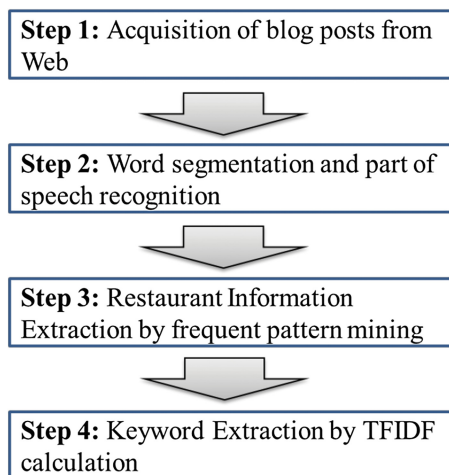 Step 1: Acquisition of blog posts from
Web
Step 2: Word segmentation and part of
speech recognition
Step 3: Restaurant Information
Extraction by frequent pattern mining
Step 4: Keyword Extraction by TFIDF
calculation